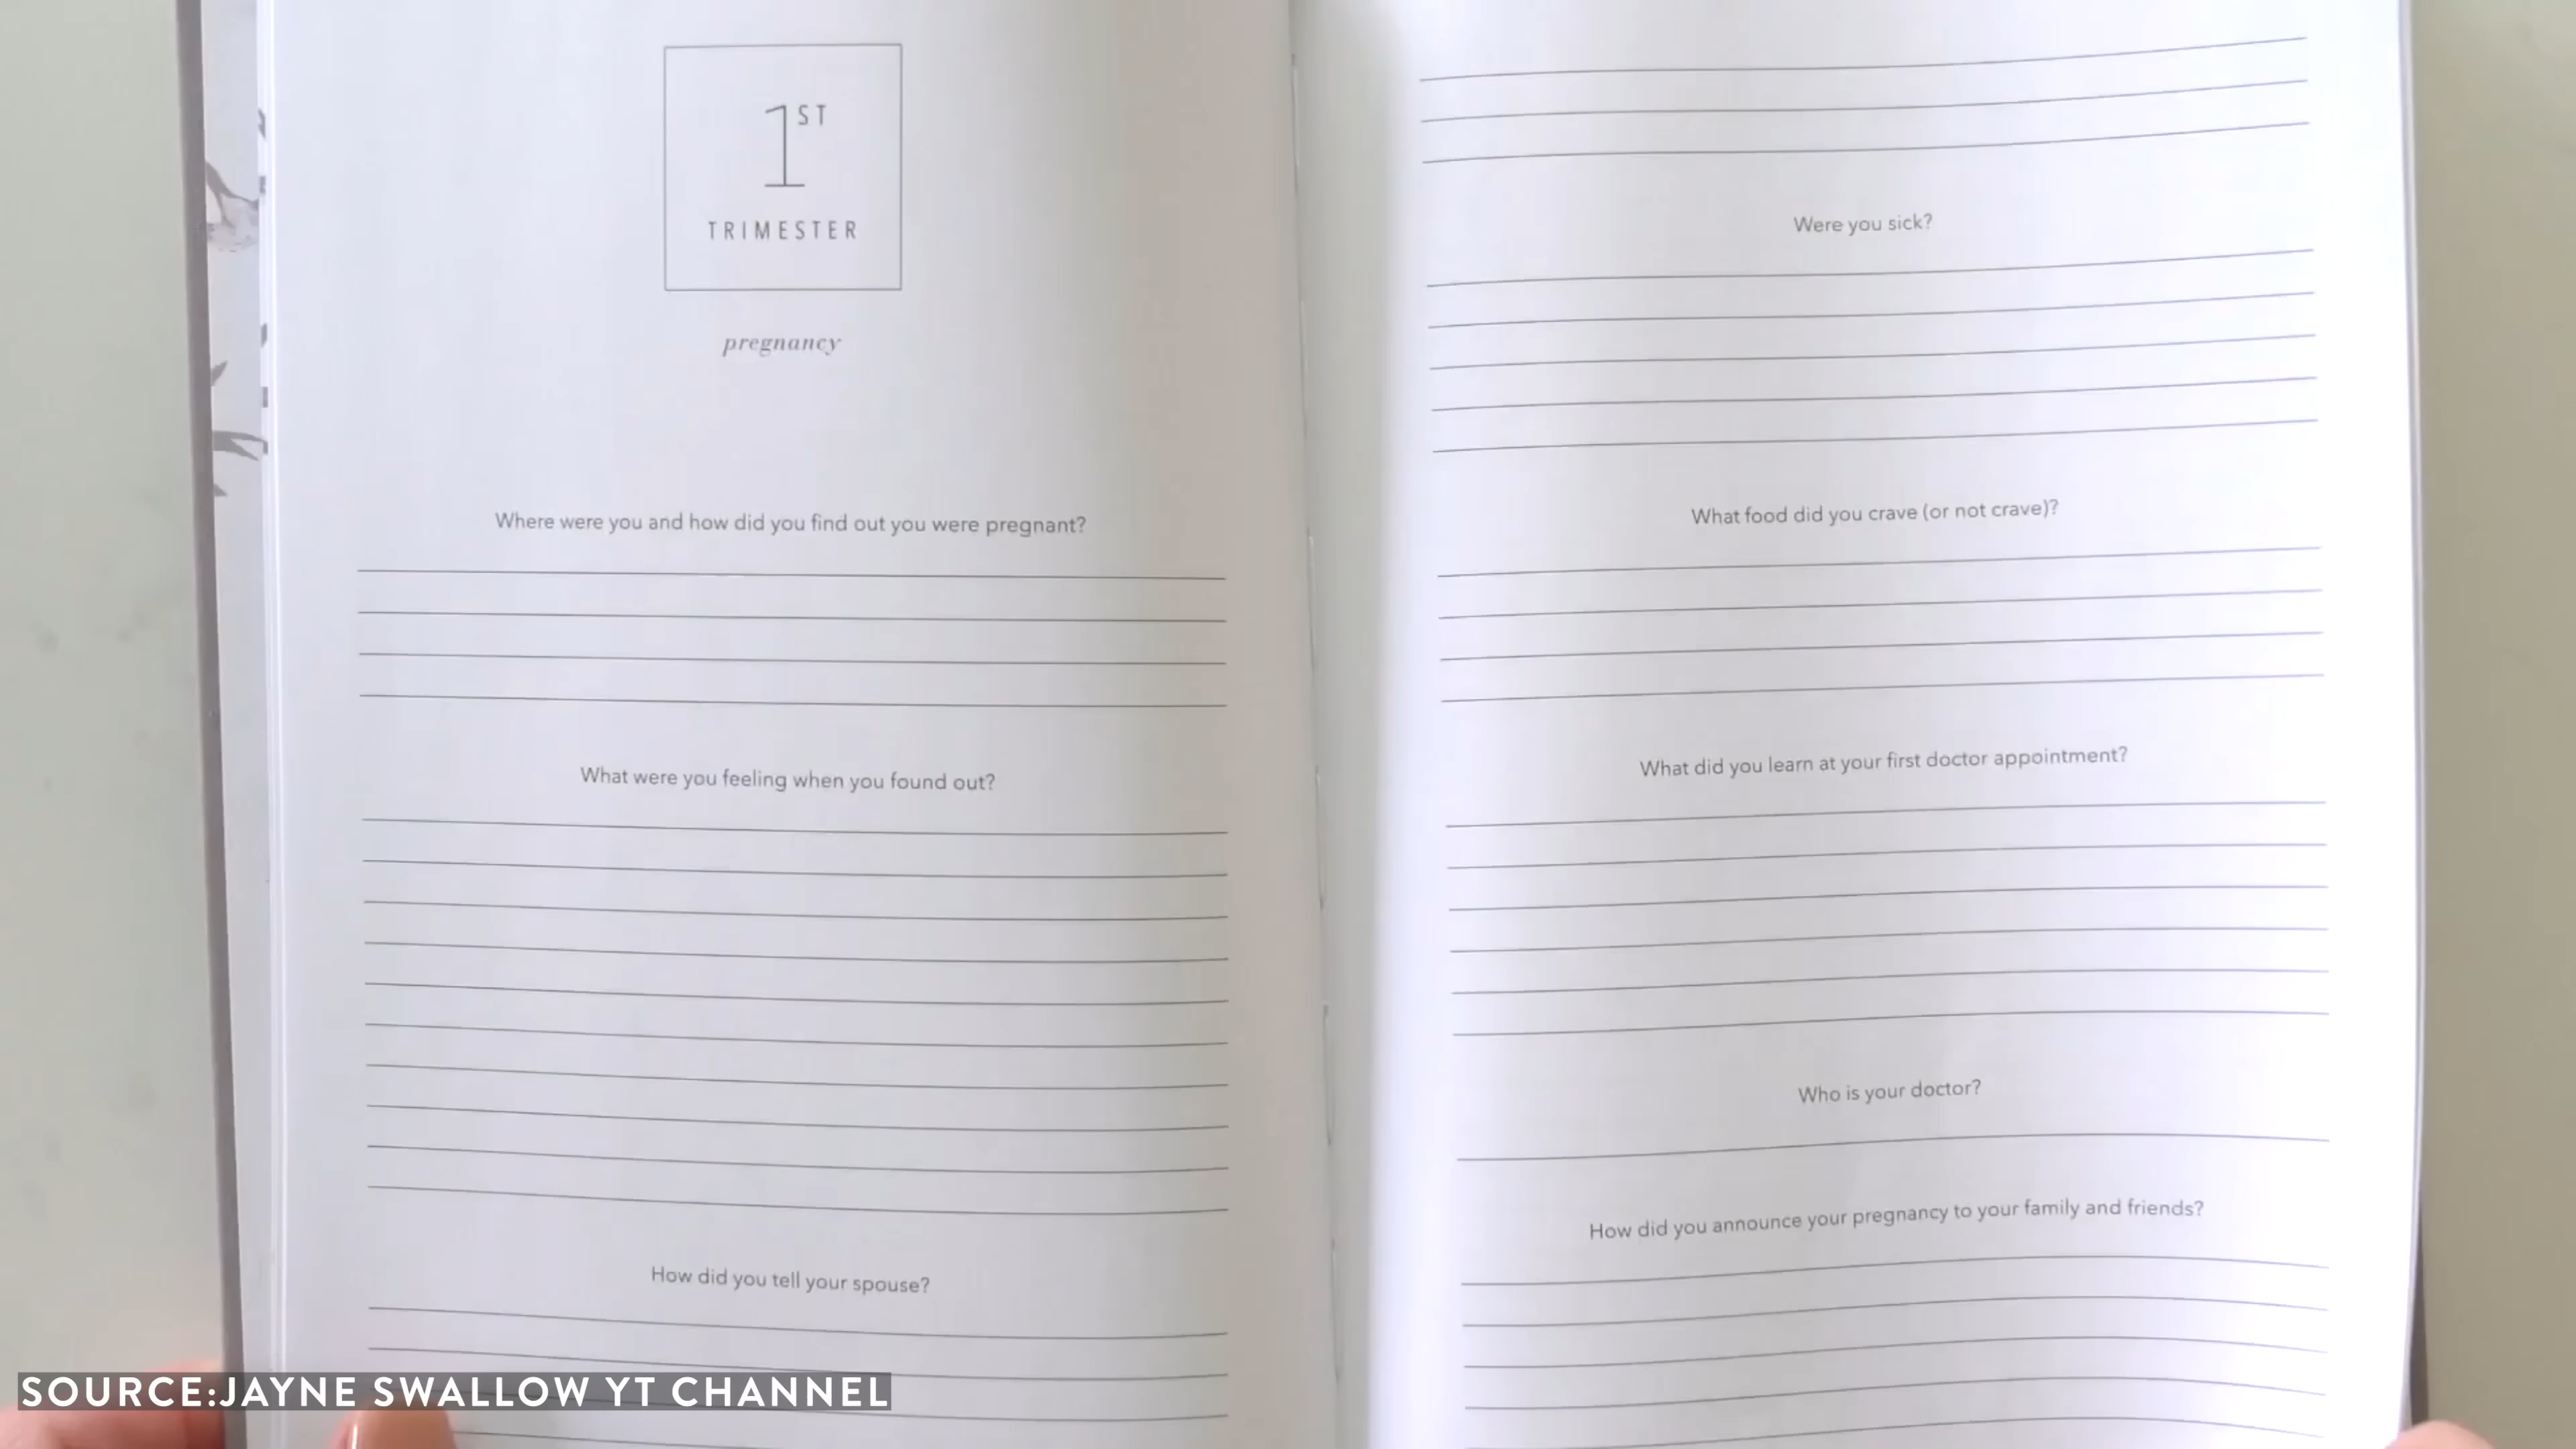 1ST
TRIMESTER
pregnancy
Where were you and how did you find out you were pregnant?
What were you feeling when you found out?
How did you tell your spouse?
Were you sick?
What food did you crave (or not crave)?
What did you learn at your first doctor appointment?
Who is your doctor?
How did you announce your pregnancy to your family and friends?
SOURCE:JAYNE SWALLOW YT CHANNEL